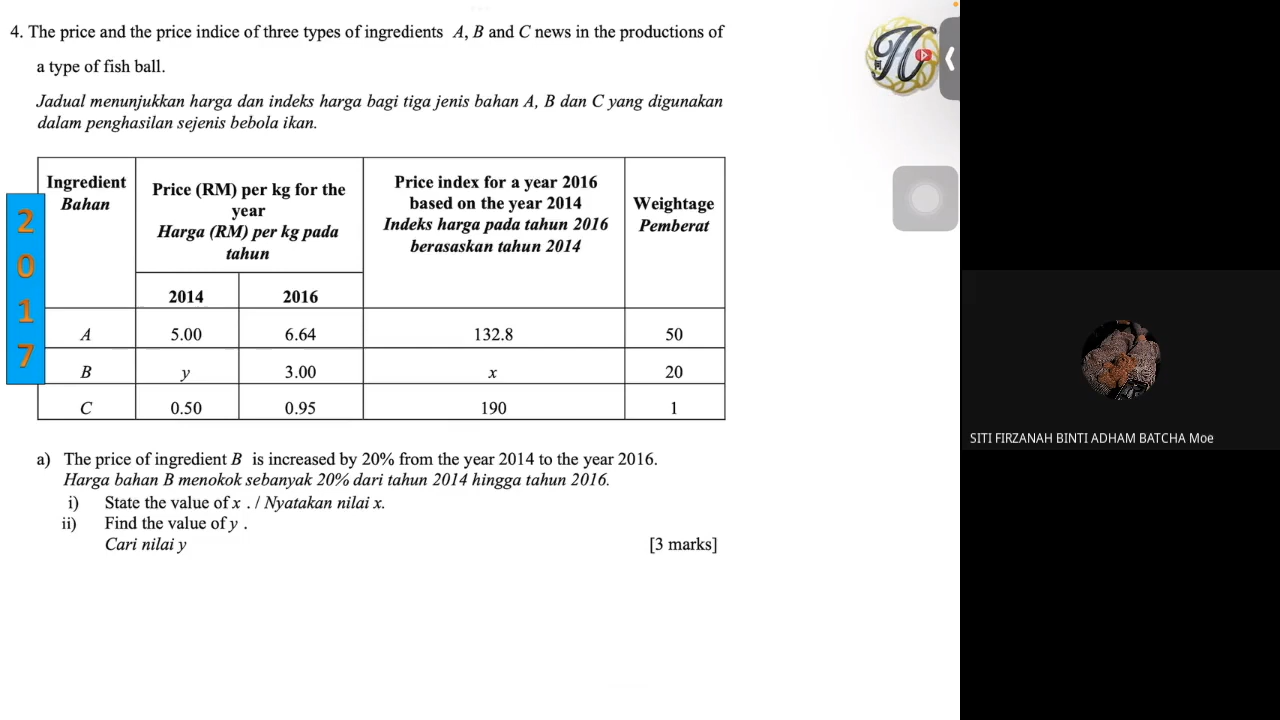 4. The price and the price indice of three types of ingredients A, B and C news in the productions of
a type of fish ball.
Jadual menunjukkan harga dan indeks harga bagi tiga jenis bahan A, B dan C yang digunakan
dalam penghasilan sejenis bebola ikan.
2017
Ingredient
Bahan
Price (RM) per kg for the
year
Harga (RM) per kg pada
tahun
Price index for a year 2016
based on the year 2014
Indeks harga pada tahun 2016
berasaskan tahun 2014
Weightage
Pemberat
2014 2016
A 5.00 6.64 132.8 50
B y 3.00 x 20
C 0.50 0.95 190 1
a) The price of ingredient B is increased by 20% from the year 2014 to the year 2016.
Harga bahan B menokok sebanyak 20% dari tahun 2014 hingga tahun 2016.
i) State the value of x . / Nyatakan nilai x.
ii) Find the value of y .
Cari nilai y [3 marks]
SITI FIRZANAH BINTI ADHAM BATCHA Moe